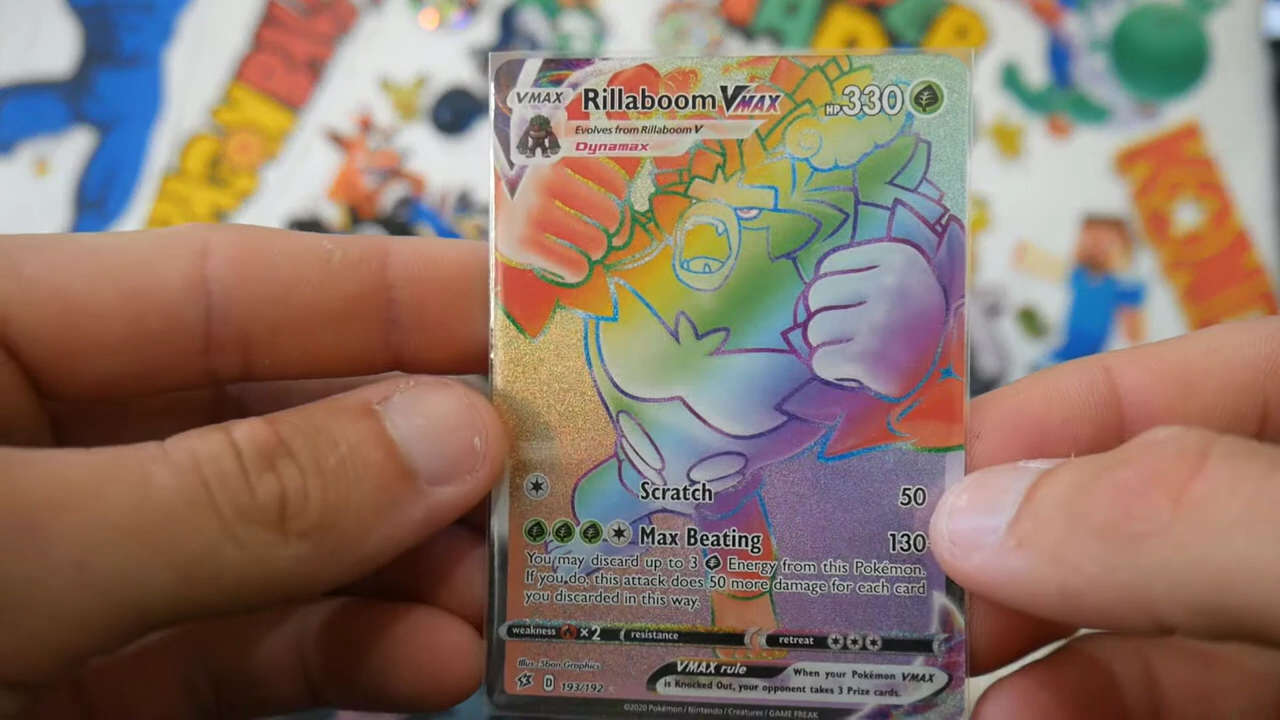 VMAX Rillaboom VMAX HP 330
Evolves from Rillaboom V
Dynamax
Scratch 50
Max Beating 130
You may discard up to 3 Energy from this Pokémon.
If you do, this attack does 50 more damage for each card
you discarded in this way.
weakness ×2 resistance retreat
Illus. 5ban Graphics
VMAX rule When your Pokémon VMAX
is Knocked Out, your opponent takes 3 Prize cards.
D 193/192
©2020 Pokémon / Nintendo / Creatures / GAME FREAK